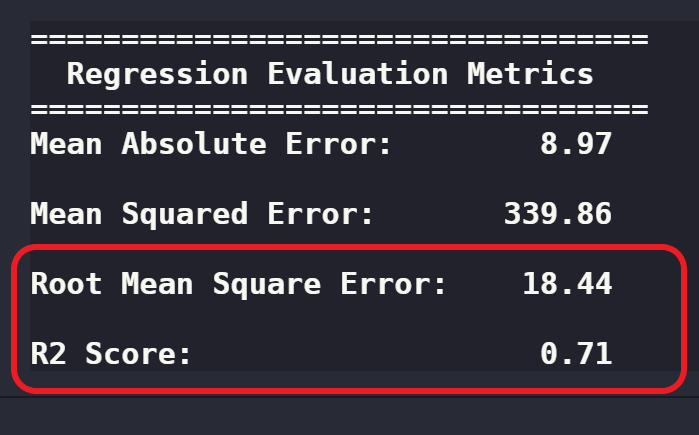 ==================================
Regression Evaluation Metrics
==================================
Mean Absolute Error: 8.97
Mean Squared Error: 339.86
Root Mean Square Error: 18.44
R2 Score: 0.71